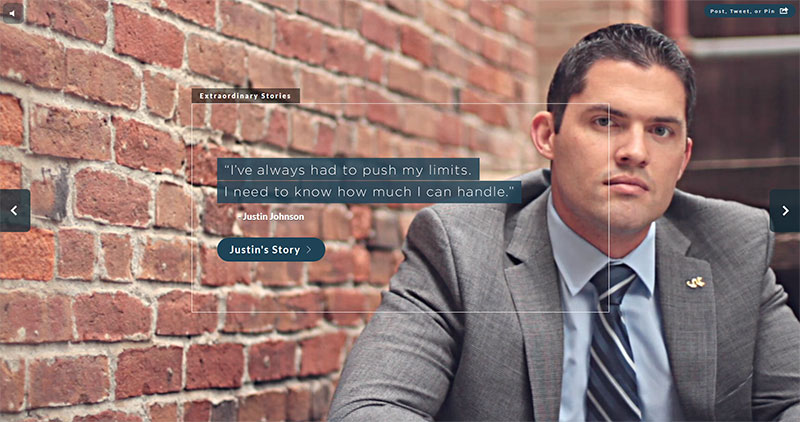 Post, Tweet, or Pin
Extraordinary Stories
“I’ve always had to push my limits.
I need to know how much I can handle.”
- Justin Johnson
Justin's Story